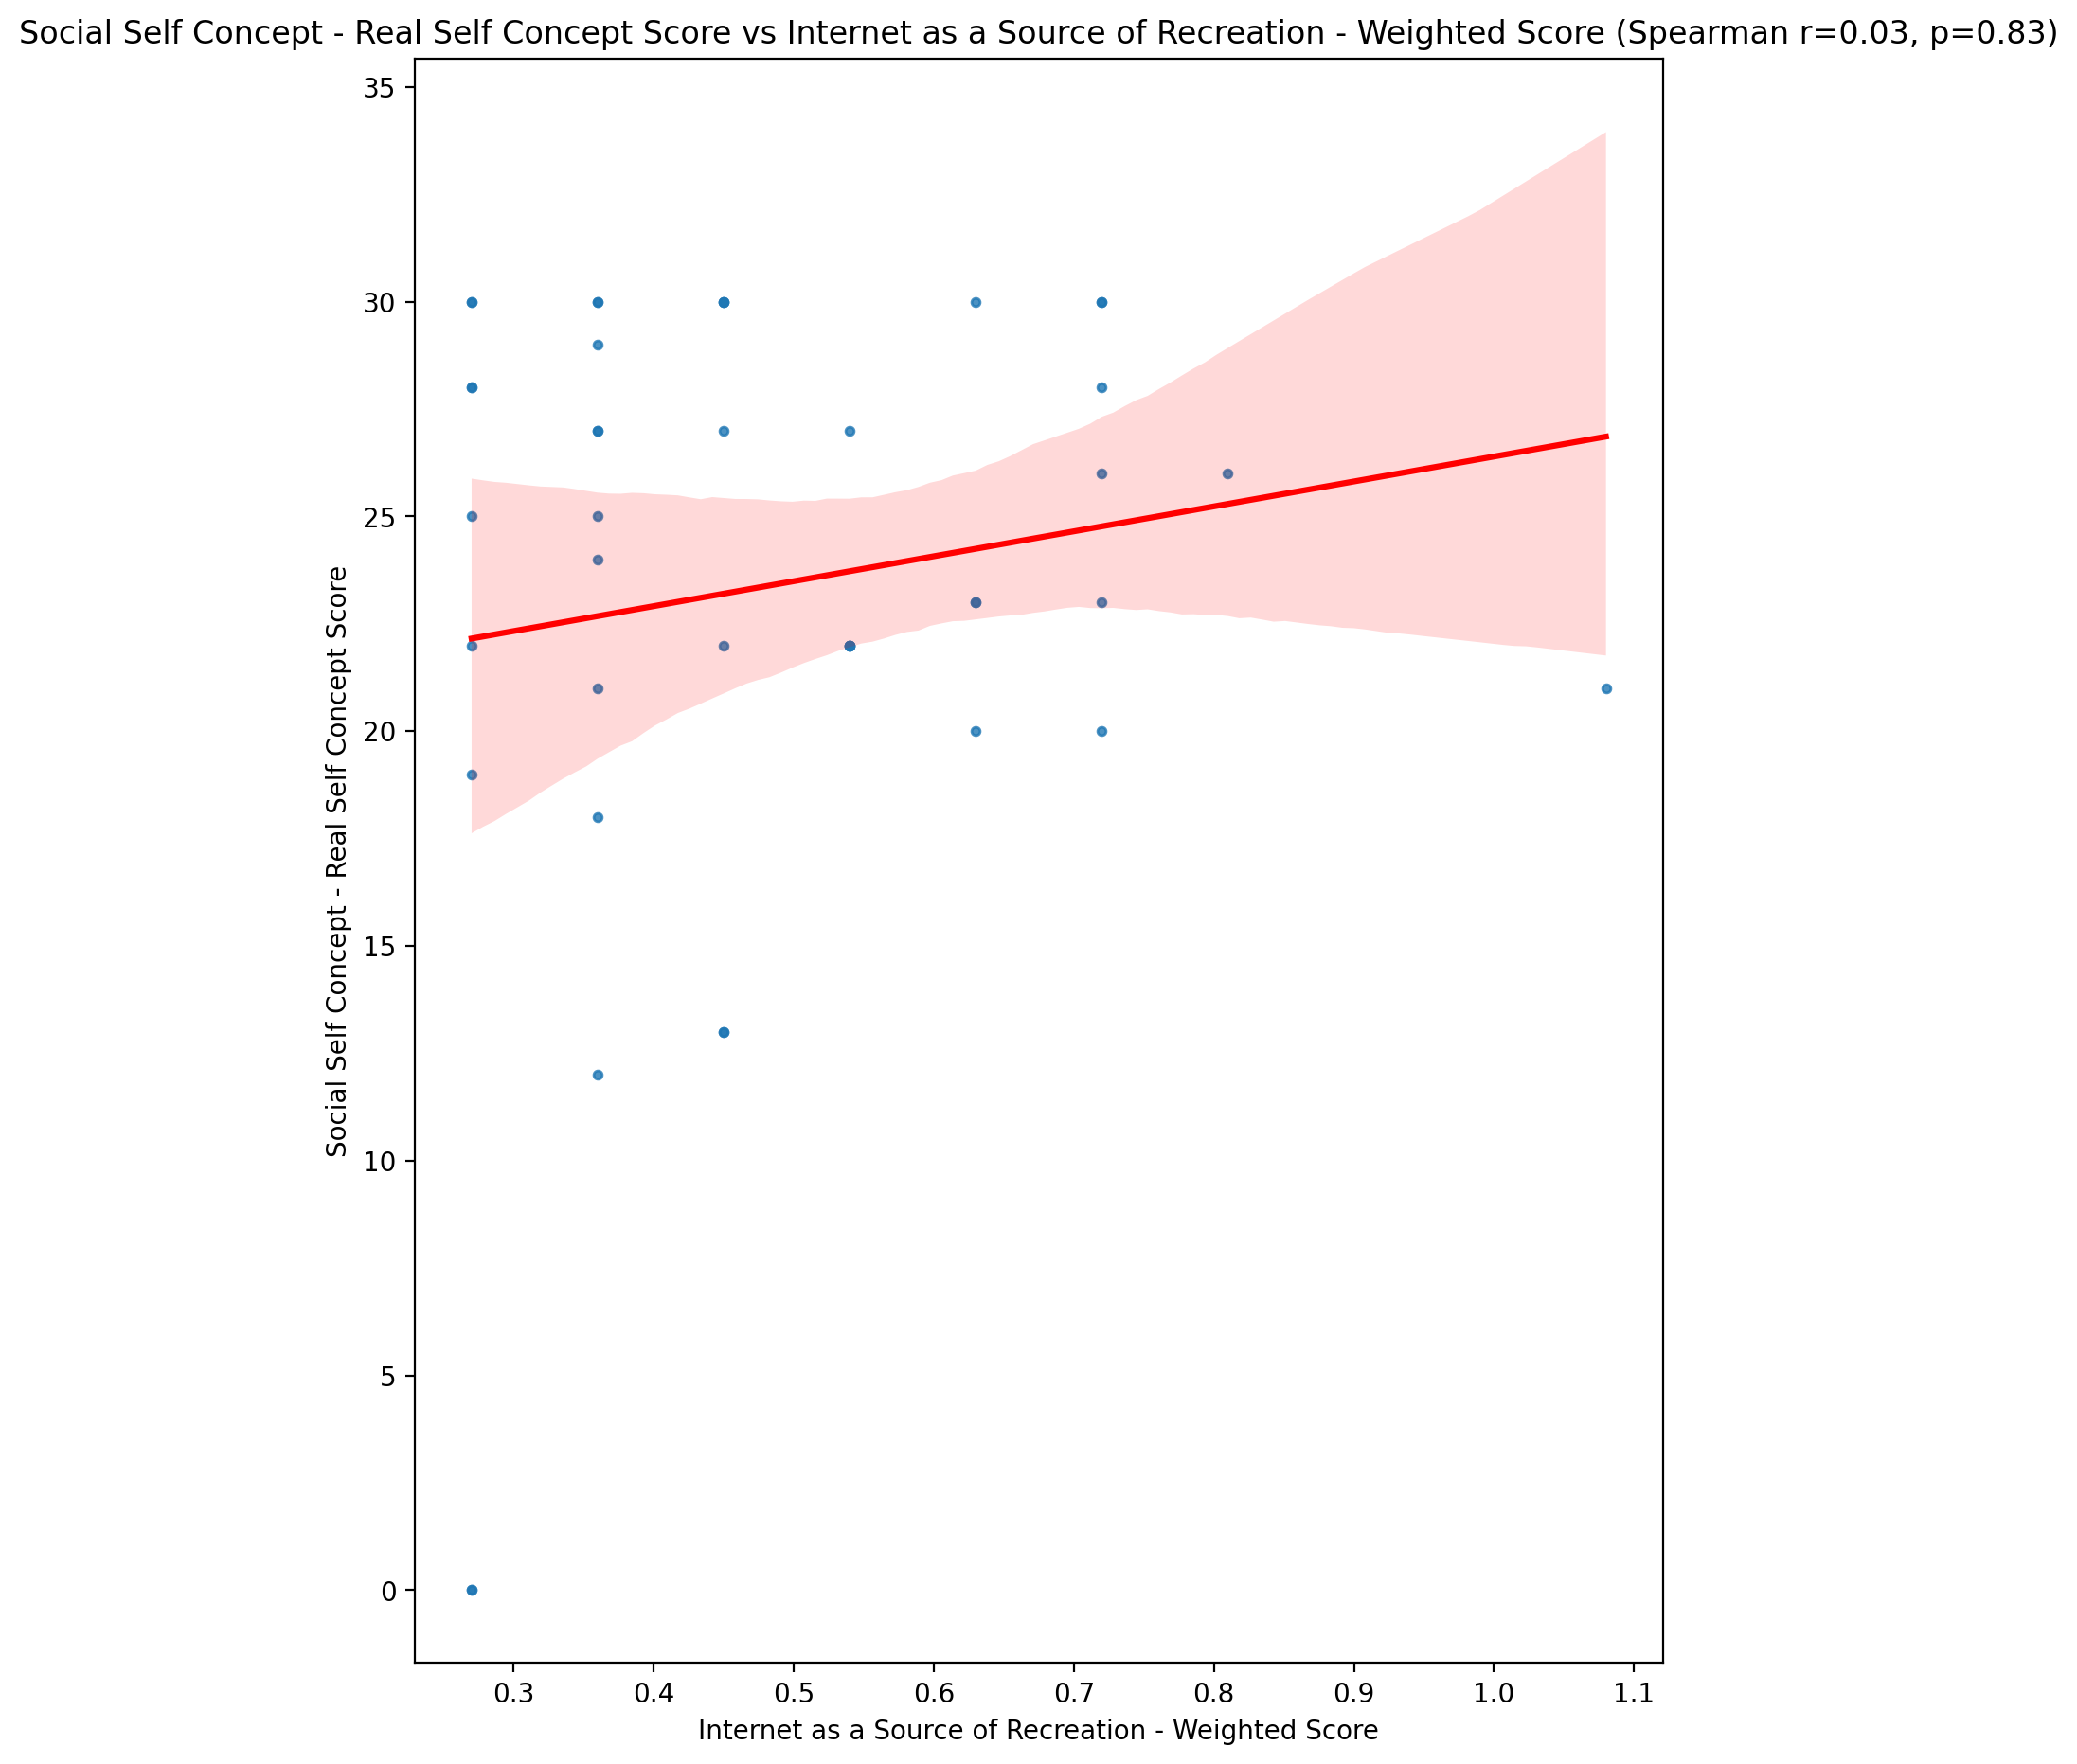 Social Self Concept - Real Self Concept Score vs Internet as a Source of Recreation - Weighted Score (Spearman r=0.03, p=0.83)
35
30
25
20
15
10
5
0
Social Self Concept - Real Self Concept Score
0.3 0.4 0.5 0.6 0.7 0.8 0.9 1.0 1.1
Internet as a Source of Recreation - Weighted Score